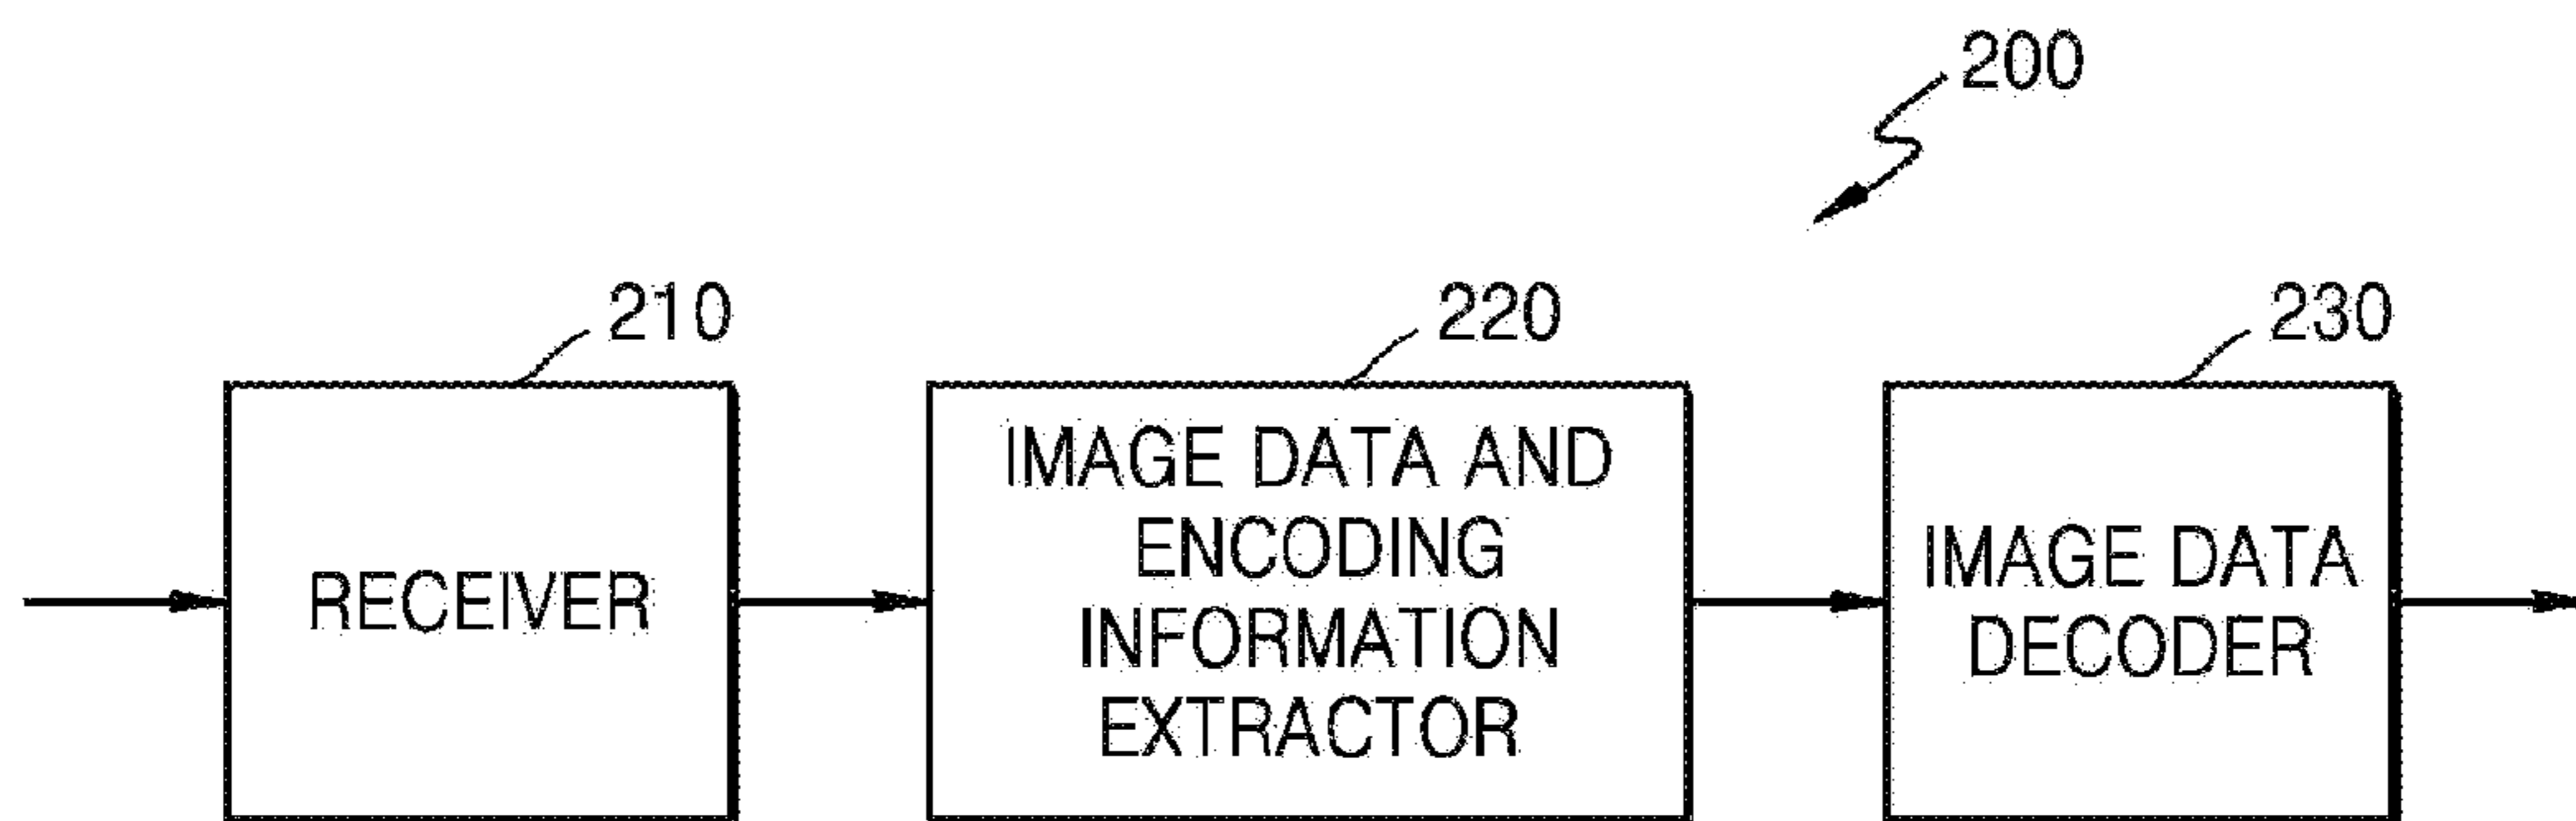 200
210
220
230
RECEIVER
IMAGE DATA AND
ENCODING
INFORMATION
EXTRACTOR
IMAGE DATA
DECODER